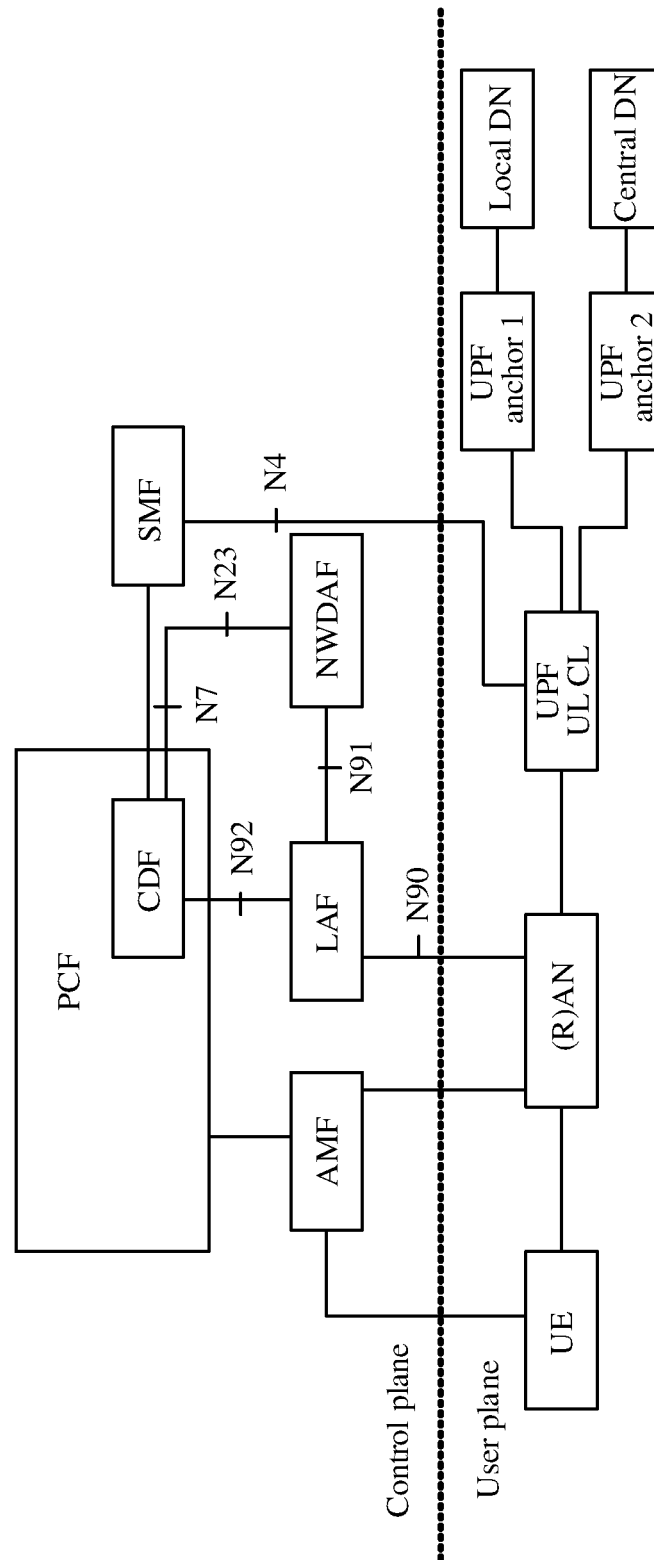 PCF
CDF
SMF
N7
N23
N92
N4
AMF
LAF
N91
NWDAF
N90
Control plane
User plane
UE
(R)AN
UPF
UL CL
UPF
anchor 1
Local DN
UPF
anchor 2
Central DN